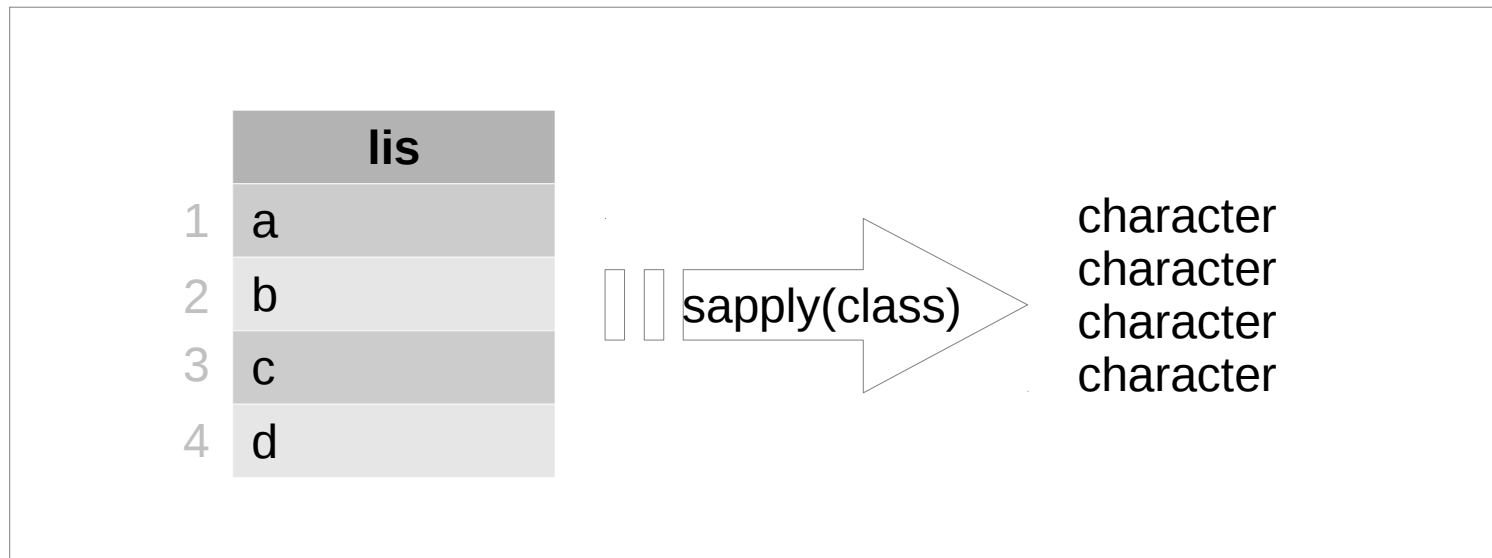 lis
1 a
2 b
3 c
4 d
sapply(class)
character
character
character
character